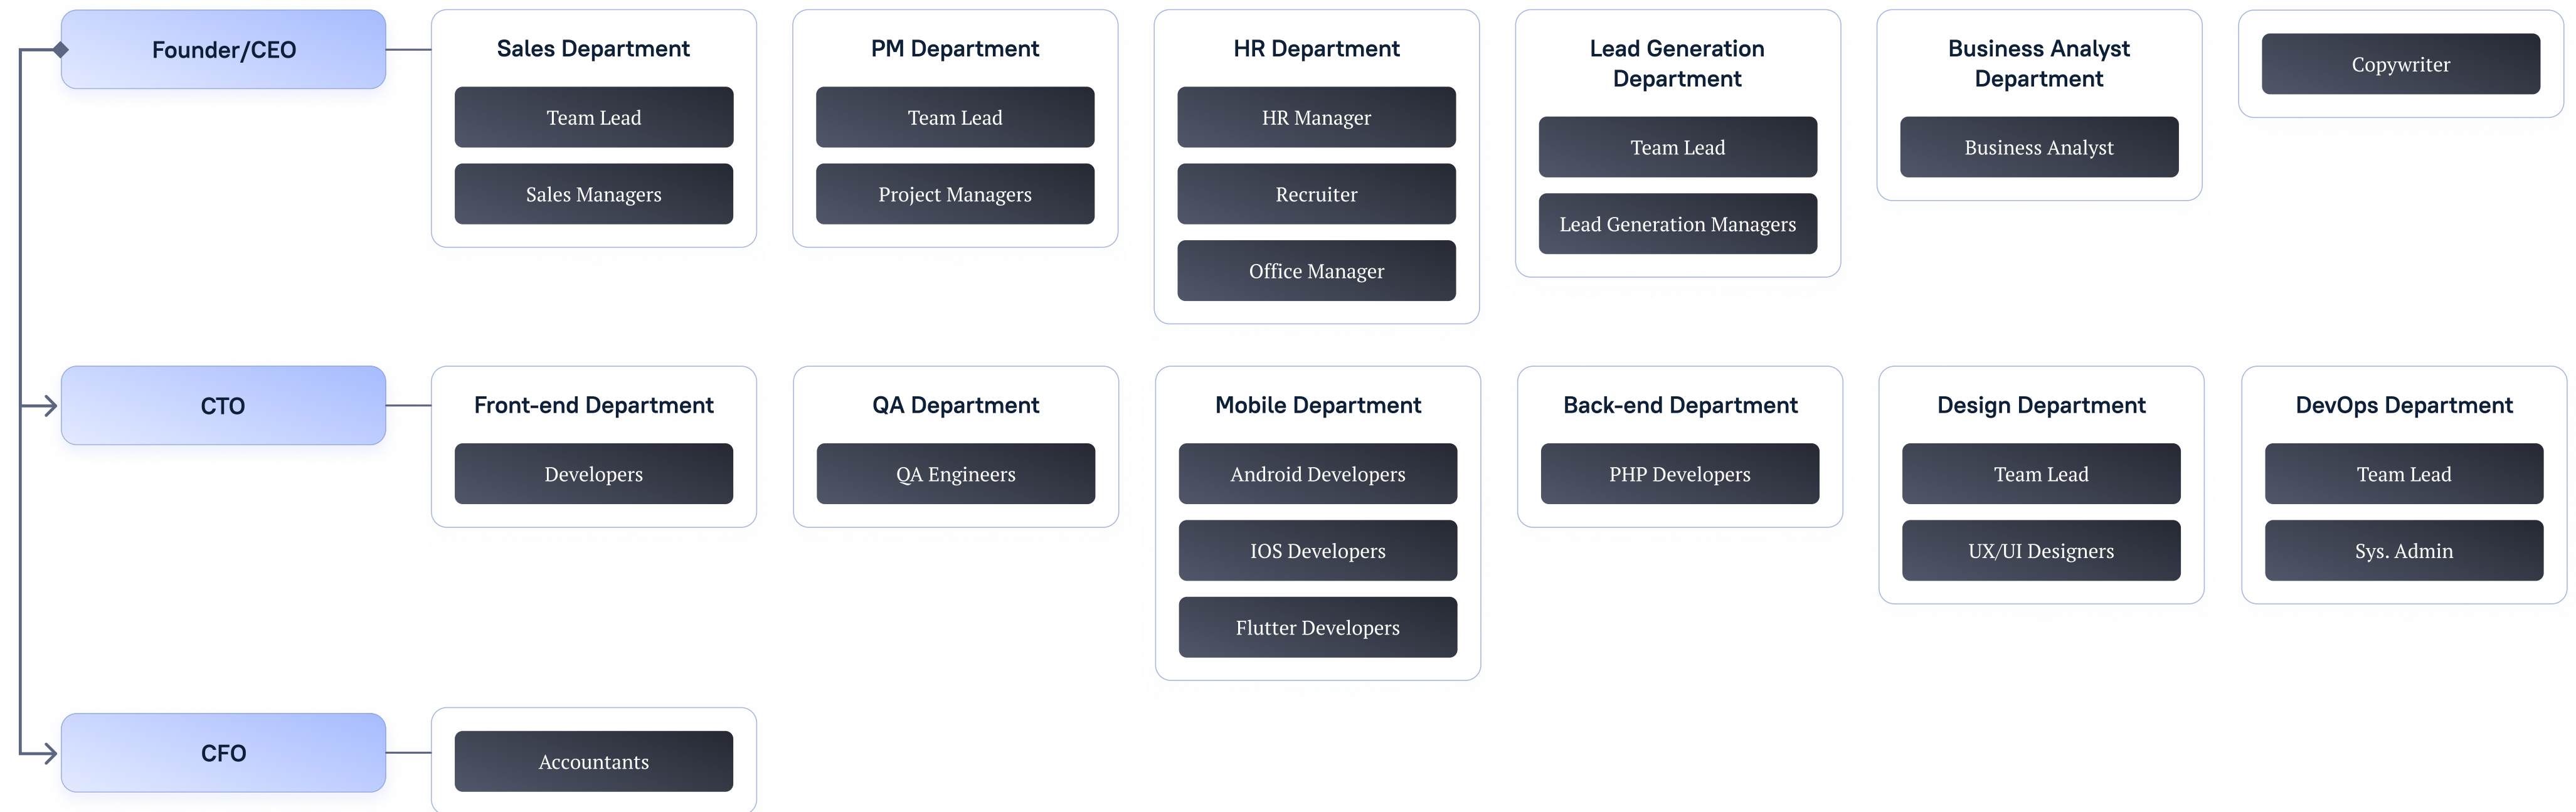 Founder/CEO
Sales Department
Team Lead
Sales Managers
PM Department
Team Lead
Project Managers
HR Department
HR Manager
Recruiter
Office Manager
Lead Generation
Department
Team Lead
Lead Generation Managers
Business Analyst
Department
Business Analyst
Copywriter
CTO
Front-end Department
Developers
QA Department
QA Engineers
Mobile Department
Android Developers
IOS Developers
Flutter Developers
Back-end Department
PHP Developers
Design Department
Team Lead
UX/UI Designers
DevOps Department
Team Lead
Sys. Admin
CFO
Accountants